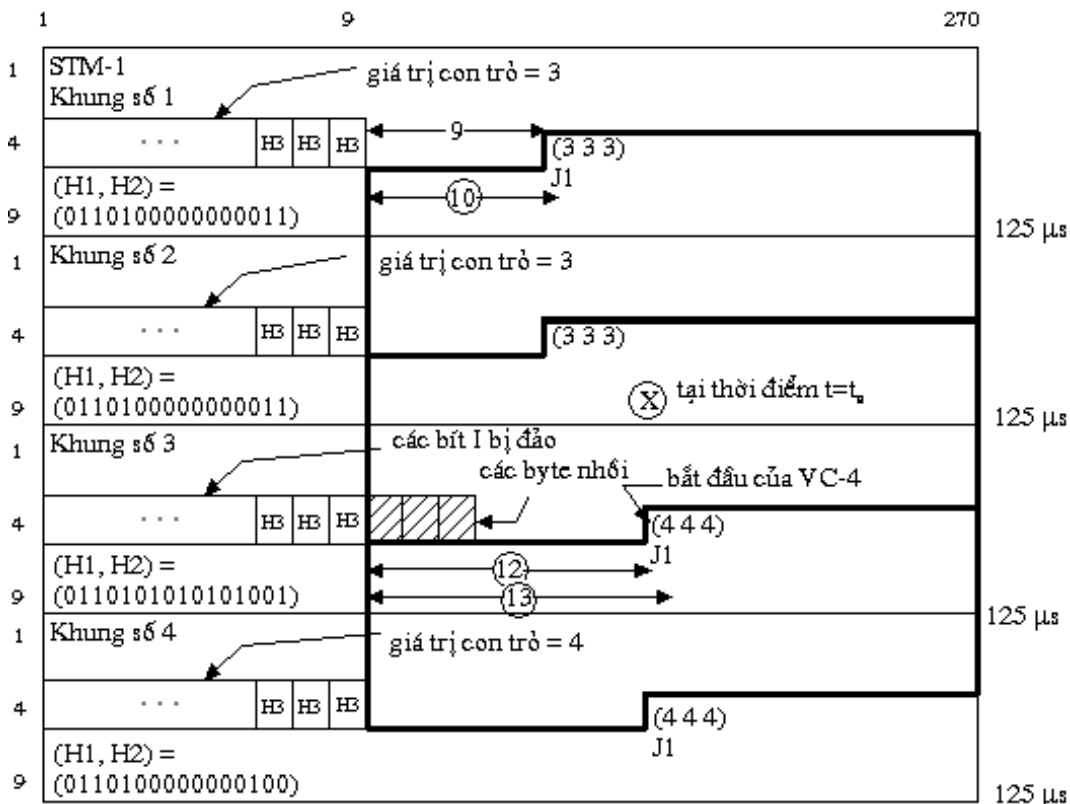 1 9 270
1 STM-1
Khung số 1
giá trị con trỏ = 3
4 · · · H3 H3 H3 9 (3 3 3)
J1
10
(H1, H2) =
9 (0110100000000011)
125 µs
1 Khung số 2
giá trị con trỏ = 3
4 · · · H3 H3 H3 (3 3 3)
(H1, H2) =
9 (0110100000000011)
X tại thời điểm t=t₀
125 µs
1 Khung số 3
các bít I bị đảo
các byte nhồi
bắt đầu của VC-4
4 · · · H3 H3 H3 (4 4 4)
J1
12
(H1, H2) =
9 (0110101010101001)
13
125 µs
1 Khung số 4
giá trị con trỏ = 4
4 · · · H3 H3 H3 (4 4 4)
J1
(H1, H2) =
9 (0110100000000100)
125 µs